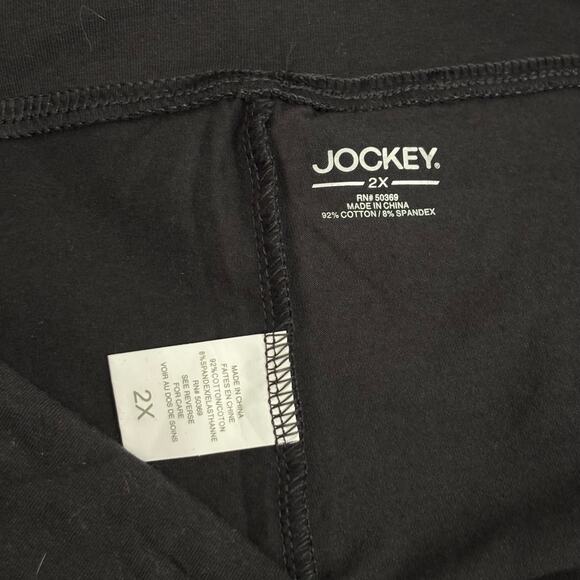 JOCKEY®
2X
RN# 50369
MADE IN CHINA
92% COTTON / 8% SPANDEX
MADE IN CHINA
FAITES EN CHINE
92%COTTON/COTON
8%SPANDEX/ELASTHANNE
RN# 50369
SEE REVERSE
FOR CARE
VOIR AU DOS DE SOINS
2X